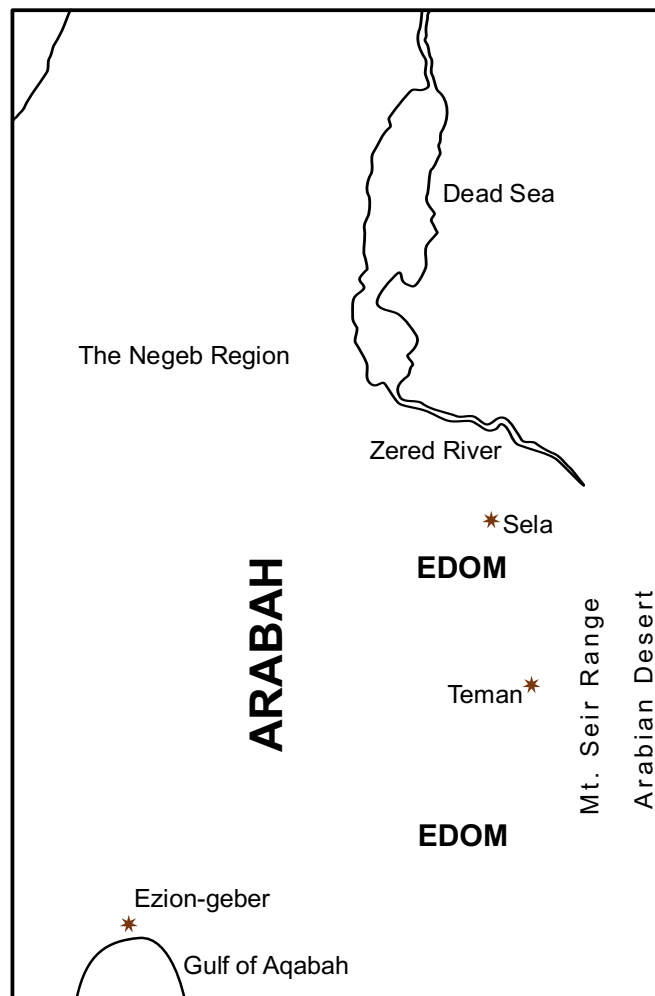 Dead Sea
The Negeb Region
Zered River
Sela
EDOM
ARABAH
Mt. Seir Range
Arabian Desert
Teman
EDOM
Ezion-geber
Gulf of Aqabah